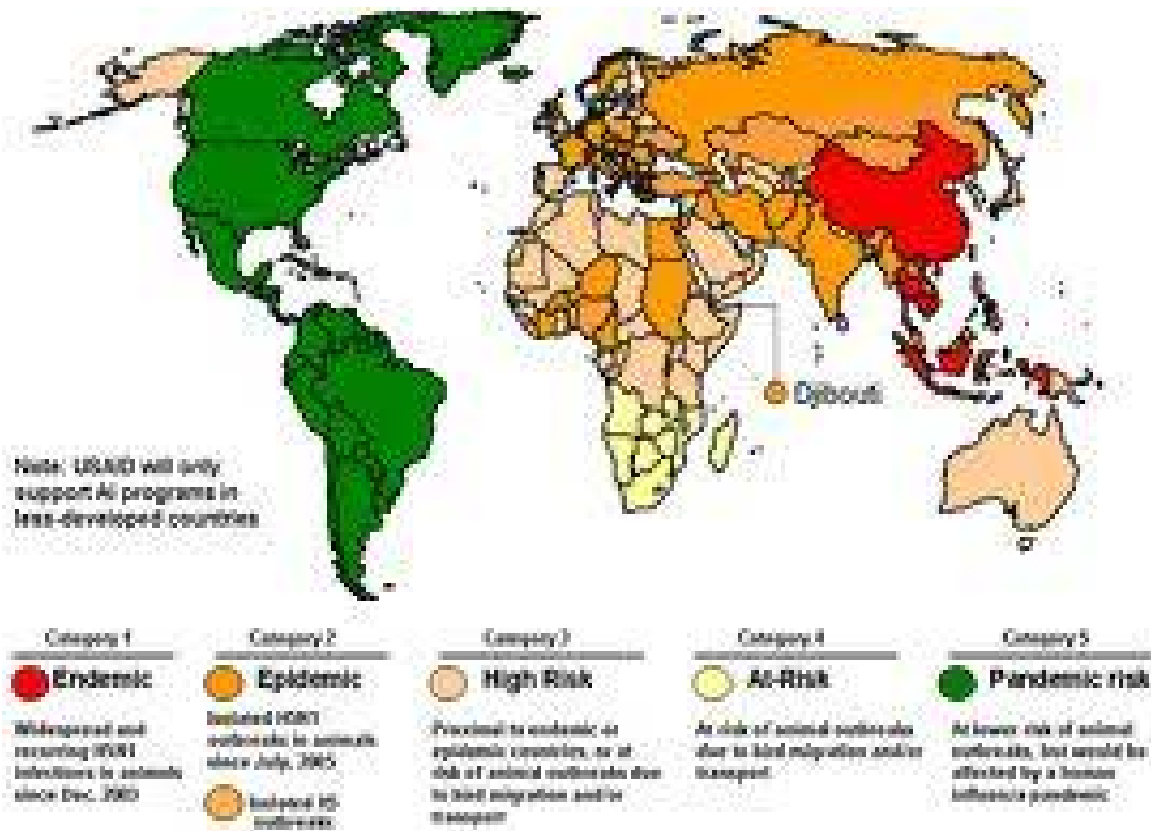 Djibouti
Note: USAID will only
support AI programs in
less-developed countries
Category 1
Endemic
Widespread and
recurring H5N1
infections in animals
since Dec. 2003
Category 2
Epidemic
Isolated H5N1
outbreaks in animals
since July, 2005
Isolated H5
outbreaks
Category 3
High Risk
Proximal to endemic or
epidemic countries, or at
risk of animal outbreaks due
to bird migration and/or
transport
Category 4
At-Risk
At risk of animal outbreaks
due to bird migration and/or
transport
Category 5
Pandemic risk
At lower risk of animal
outbreaks, but would be
affected by a human
influenza pandemic